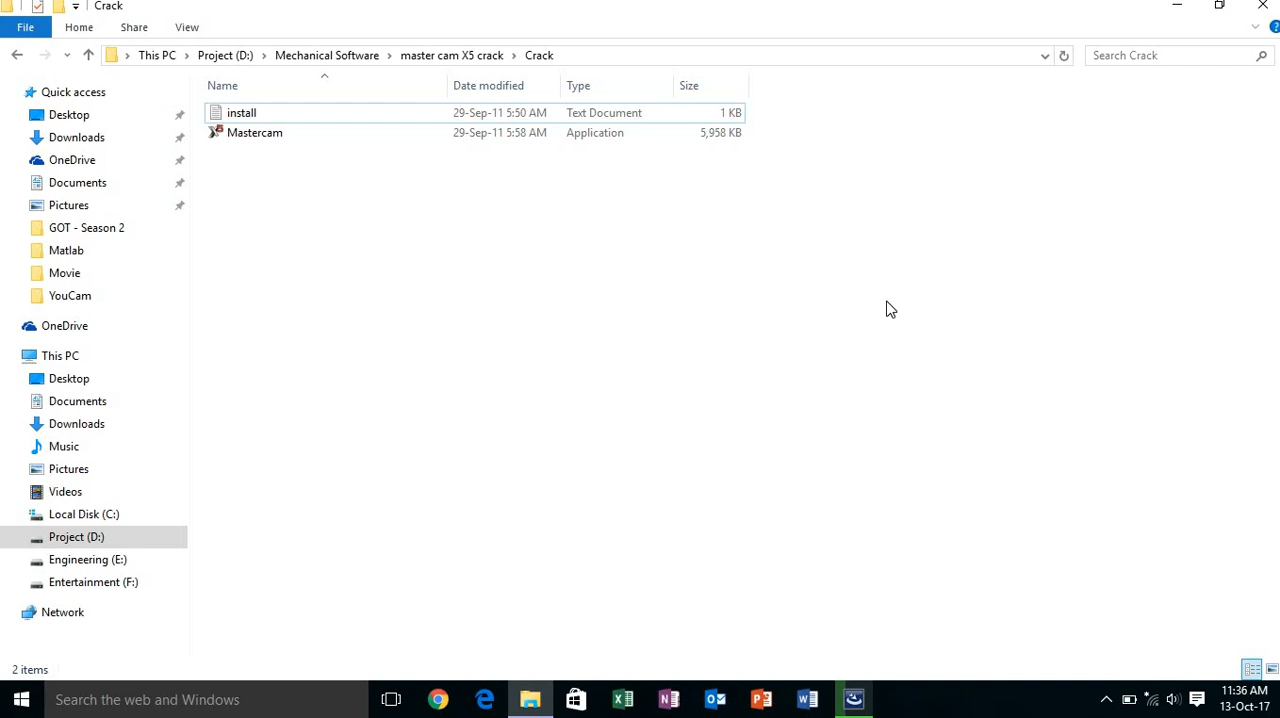 Crack
File Home Share View
This PC Project (D:) Mechanical Software master cam X5 crack Crack Search Crack
Name Date modified Type Size
install 29-Sep-11 5:50 AM Text Document 1 KB
Mastercam 29-Sep-11 5:58 AM Application 5,958 KB
Quick access
Desktop
Downloads
OneDrive
Documents
Pictures
GOT - Season 2
Matlab
Movie
YouCam
OneDrive
This PC
Desktop
Documents
Downloads
Music
Pictures
Videos
Local Disk (C:)
Project (D:)
Engineering (E:)
Entertainment (F:)
Network
2 items
Search the web and Windows
11:36 AM
13-Oct-17